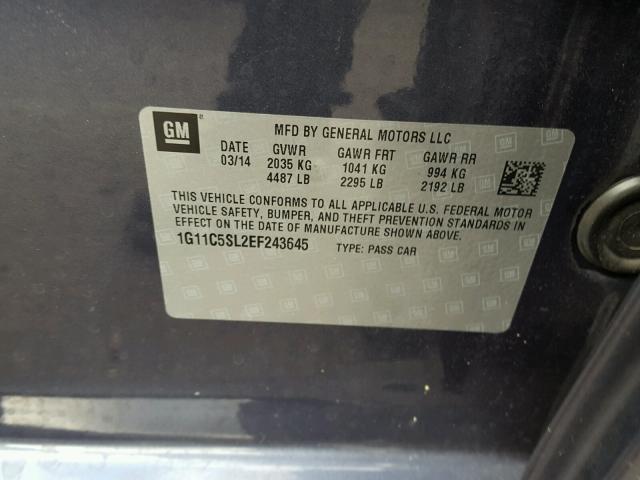 GM
MFD BY GENERAL MOTORS LLC
DATE GVWR GAWR FRT GAWR RR
03/14 2035 KG 1041 KG 994 KG
4487 LB 2295 LB 2192 LB
THIS VEHICLE CONFORMS TO ALL APPLICABLE U.S. FEDERAL MOTOR
VEHICLE SAFETY, BUMPER, AND THEFT PREVENTION STANDARDS IN
EFFECT ON THE DATE OF MANUFACTURE SHOWN ABOVE.
1G11C5SL2EF243645 TYPE: PASS CAR